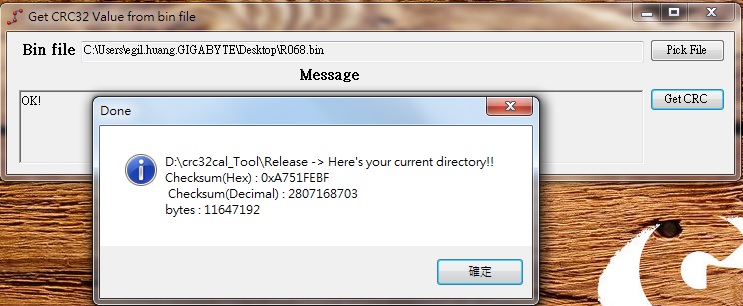 Get CRC32 Value from bin file
Bin file C:\Users\egil.huang.GIGABYTE\Desktop\R068.bin Pick File
Message
OK! Get CRC
Done
D:\crc32cal_Tool\Release -> Here's your current directory!!
Checksum(Hex) : 0xA751FEBF
Checksum(Decimal) : 2807168703
bytes : 11647192
確定